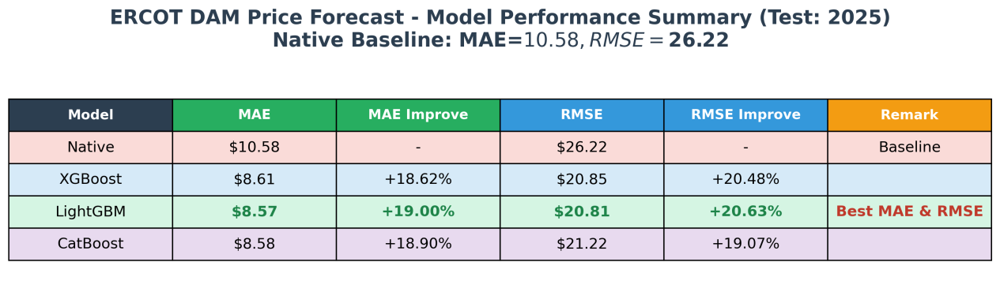 ERCOT DAM Price Forecast - Model Performance Summary (Test: 2025)
Native Baseline: MAE=10.58, RMSE = 26.22
Model MAE MAE Improve RMSE RMSE Improve Remark
Native $10.58 - $26.22 - Baseline
XGBoost $8.61 +18.62% $20.85 +20.48%
LightGBM $8.57 +19.00% $20.81 +20.63% Best MAE & RMSE
CatBoost $8.58 +18.90% $21.22 +19.07%